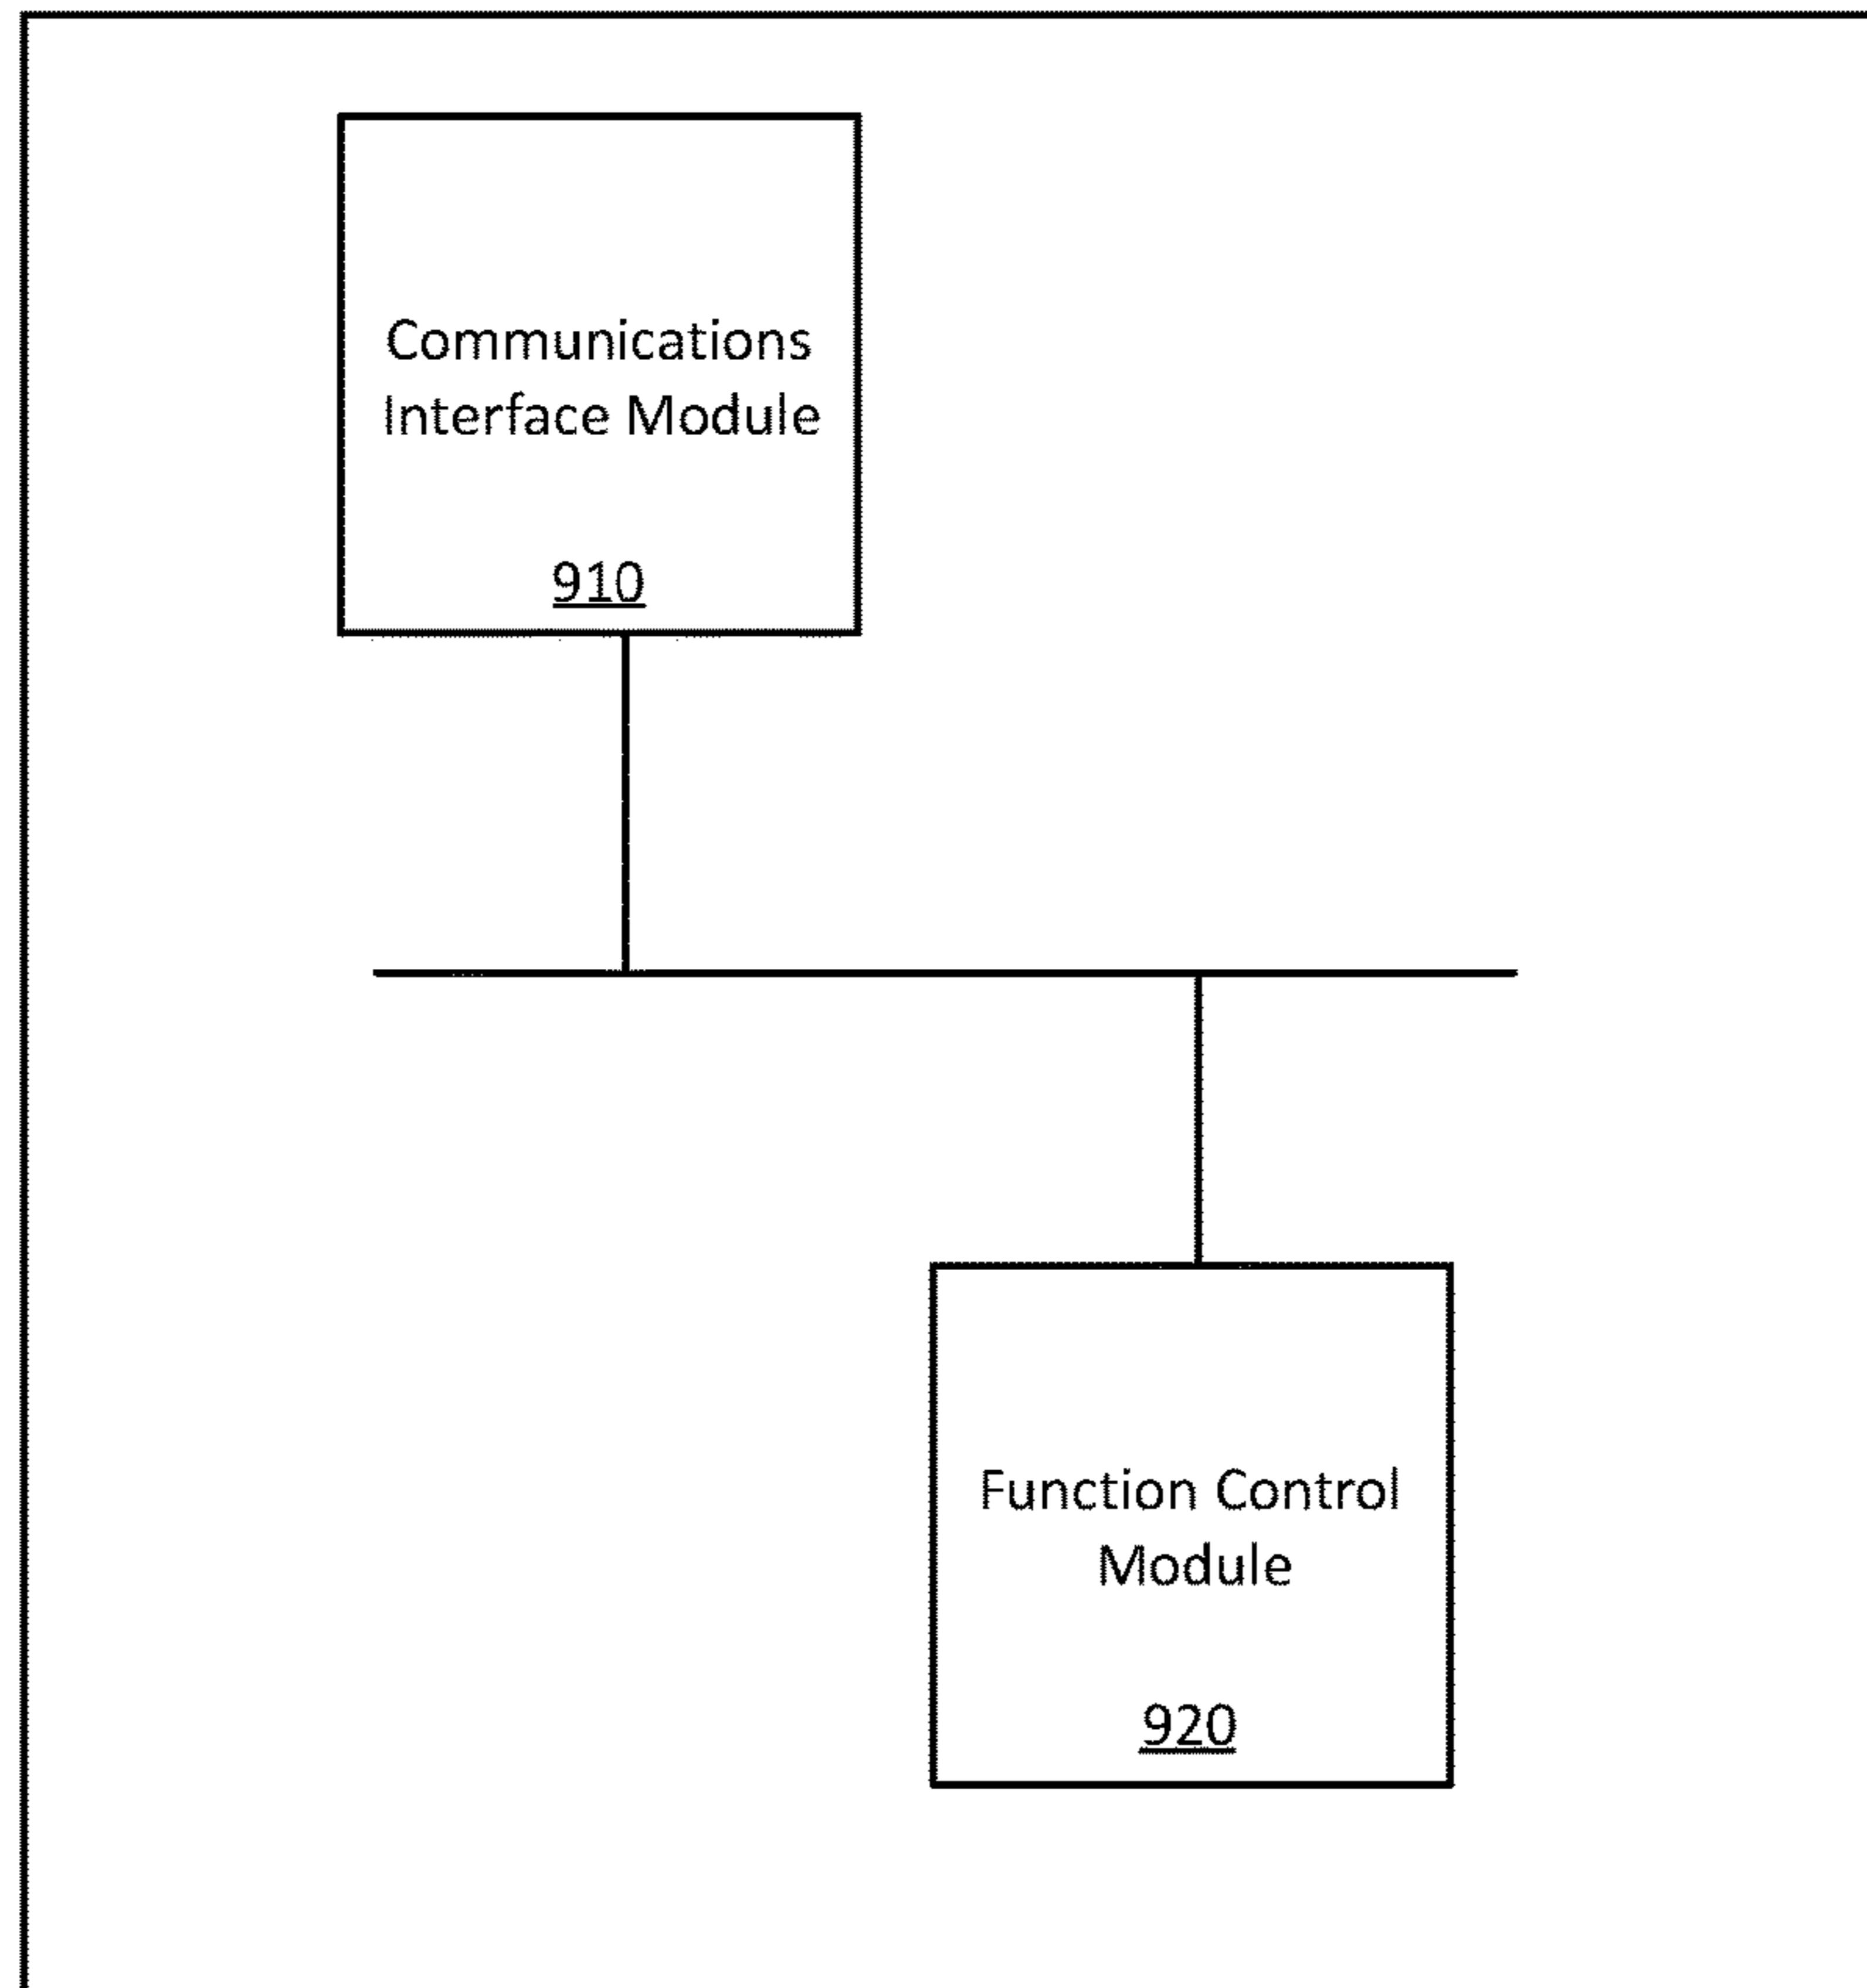 Communications
Interface Module
910
Function Control
Module
920